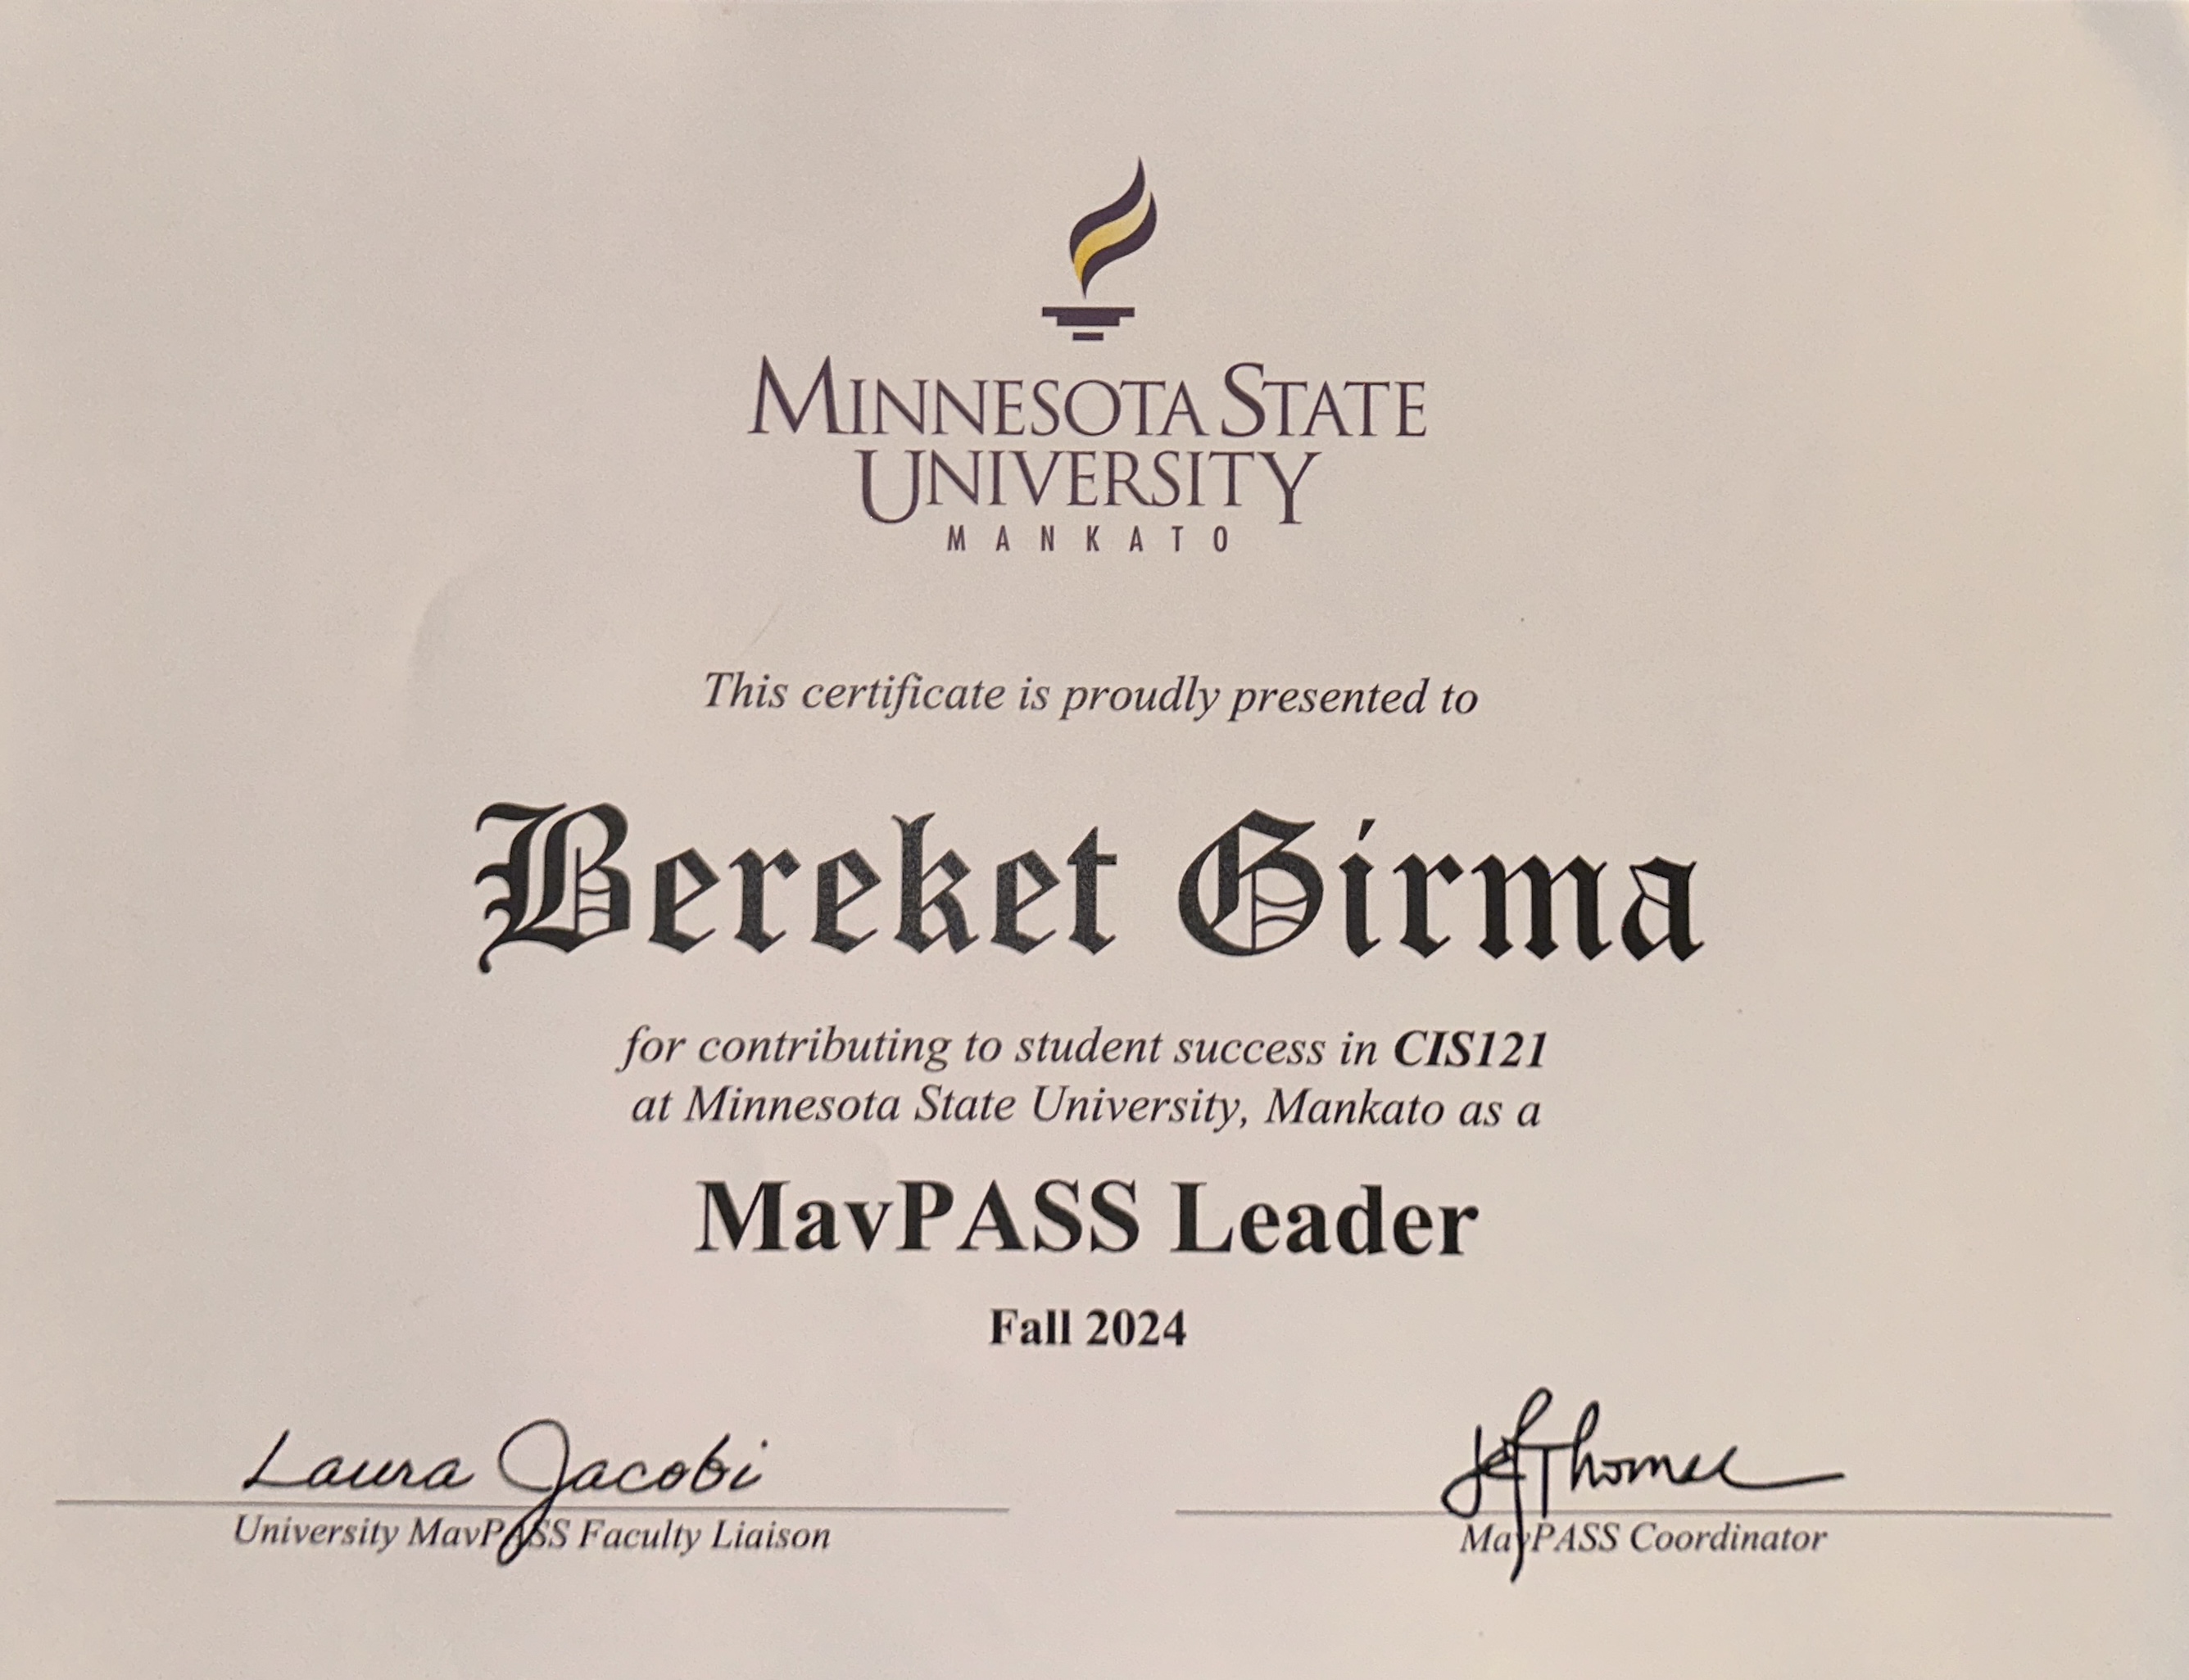 MINNESOTA STATE
UNIVERSITY
MANKATO
This certificate is proudly presented to
Bereket Girma
for contributing to student success in CIS121
at Minnesota State University, Mankato as a
MavPASS Leader
Fall 2024
Laura Jacobi
University MavPASS Faculty Liaison
MavPASS Coordinator